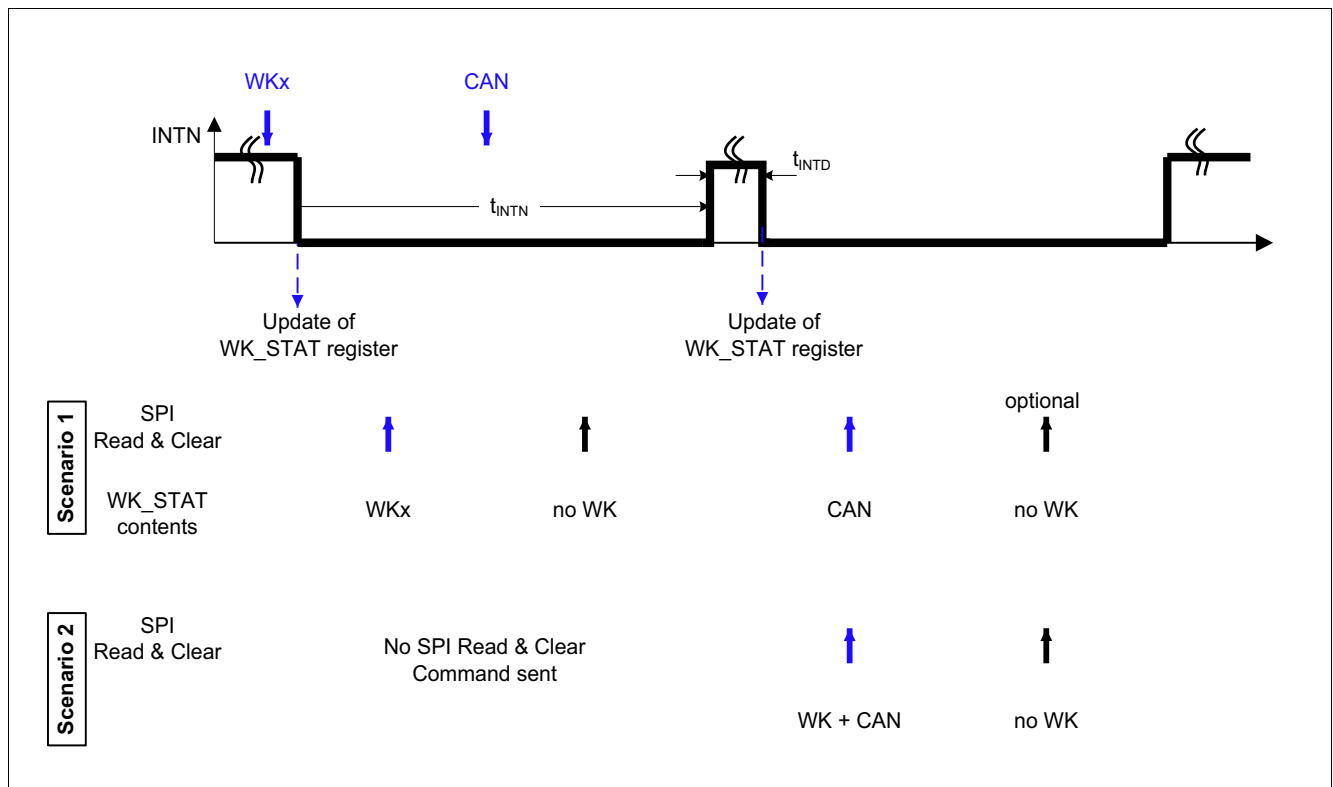 WKx
CAN
INTN
tINTD
tINTN
Update of
WK_STAT register
Update of
WK_STAT register
Scenario 1
SPI
Read & Clear
optional
WK_STAT
contents
WKx
no WK
CAN
no WK
Scenario 2
SPI
Read & Clear
No SPI Read & Clear
Command sent
WK + CAN
no WK